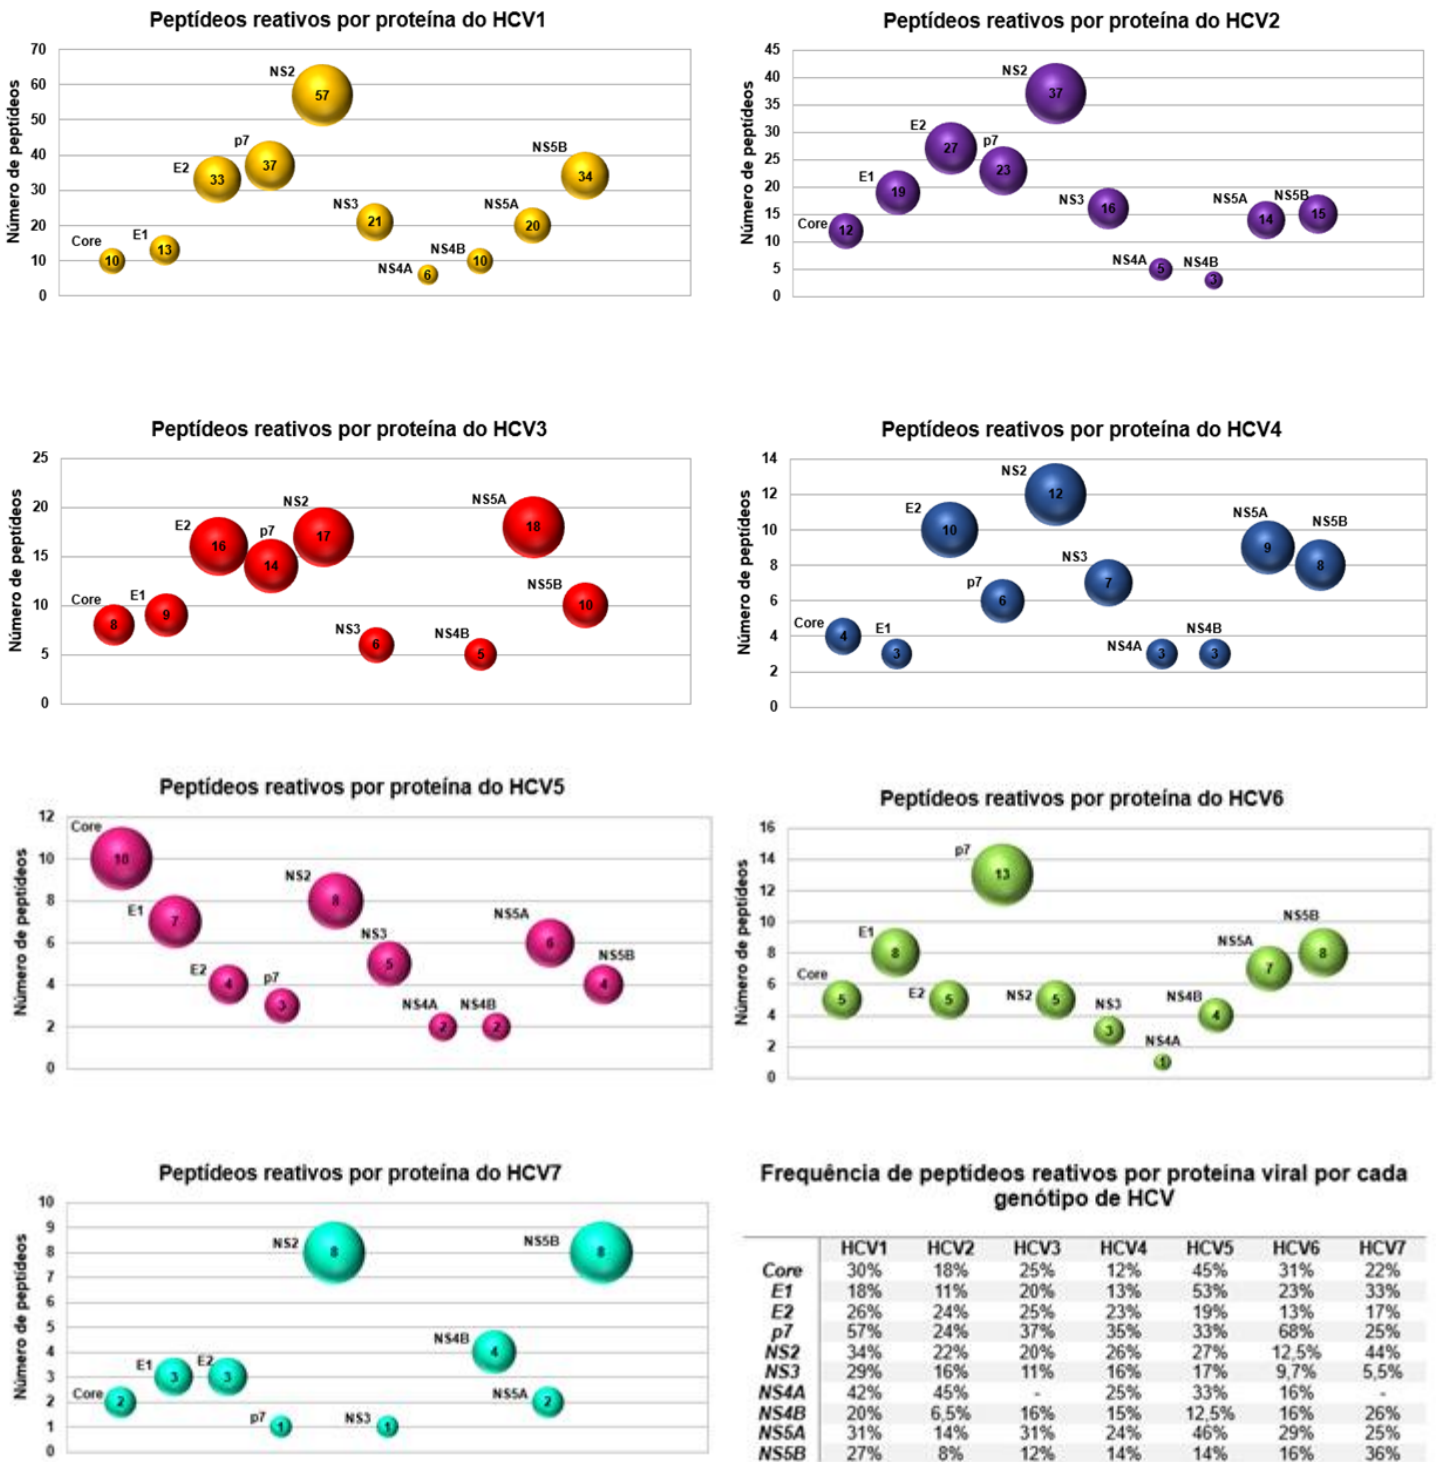 Peptídeos reativos por proteína do HCV1
Número de peptídeos
70
60
50
40
30
20
10
0
Core
10
E1
13
E2
33
p7
37
NS2
57
NS3
21
NS4A
6
NS4B
10
NS5A
20
NS5B
34
Peptídeos reativos por proteína do HCV2
Número de peptídeos
45
40
35
30
25
20
15
10
5
0
Core
12
E1
19
E2
27
p7
23
NS2
37
NS3
16
NS4A
5
NS4B
3
NS5A
14
NS5B
15
Peptídeos reativos por proteína do HCV3
Número de peptídeos
25
20
15
10
5
0
Core
8
E1
9
E2
16
p7
14
NS2
17
NS3
6
NS4B
5
NS5A
18
NS5B
10
Peptídeos reativos por proteína do HCV4
Número de peptídeos
14
12
10
8
6
4
2
0
Core
4
E1
3
E2
10
p7
6
NS2
12
NS3
7
NS4A
3
NS4B
3
NS5A
9
NS5B
8
Peptídeos reativos por proteína do HCV5
Número de peptídeos
12
10
8
6
4
2
0
Core
10
E1
7
E2
4
p7
3
NS2
8
NS3
5
NS4A
2
NS4B
2
NS5A
6
NS5B
4
Peptídeos reativos por proteína do HCV6
Número de peptídeos
16
14
12
10
8
6
4
2
0
Core
5
E1
8
E2
5
p7
13
NS2
5
NS3
3
NS4A
1
NS4B
4
NS5A
7
NS5B
8
Peptídeos reativos por proteína do HCV7
Número de peptídeos
10
9
8
7
6
5
4
3
2
1
0
Core
2
E1
3
E2
3
p7
1
NS2
8
NS3
1
NS4B
4
NS5A
2
NS5B
8
Frequência de peptídeos reativos por proteína viral por cada
genótipo de HCV
HCV1 HCV2 HCV3 HCV4 HCV5 HCV6 HCV7
Core 30% 18% 25% 12% 45% 31% 22%
E1 18% 11% 20% 13% 53% 23% 33%
E2 26% 24% 25% 23% 19% 13% 17%
p7 57% 24% 37% 35% 33% 68% 25%
NS2 34% 22% 20% 26% 27% 12,5% 44%
NS3 29% 16% 11% 16% 17% 9,7% 5,5%
NS4A 42% 45% - 25% 33% 16% -
NS4B 20% 6,5% 16% 15% 12,5% 16% 26%
NS5A 31% 14% 31% 24% 46% 29% 25%
NS5B 27% 8% 12% 14% 14% 16% 36%